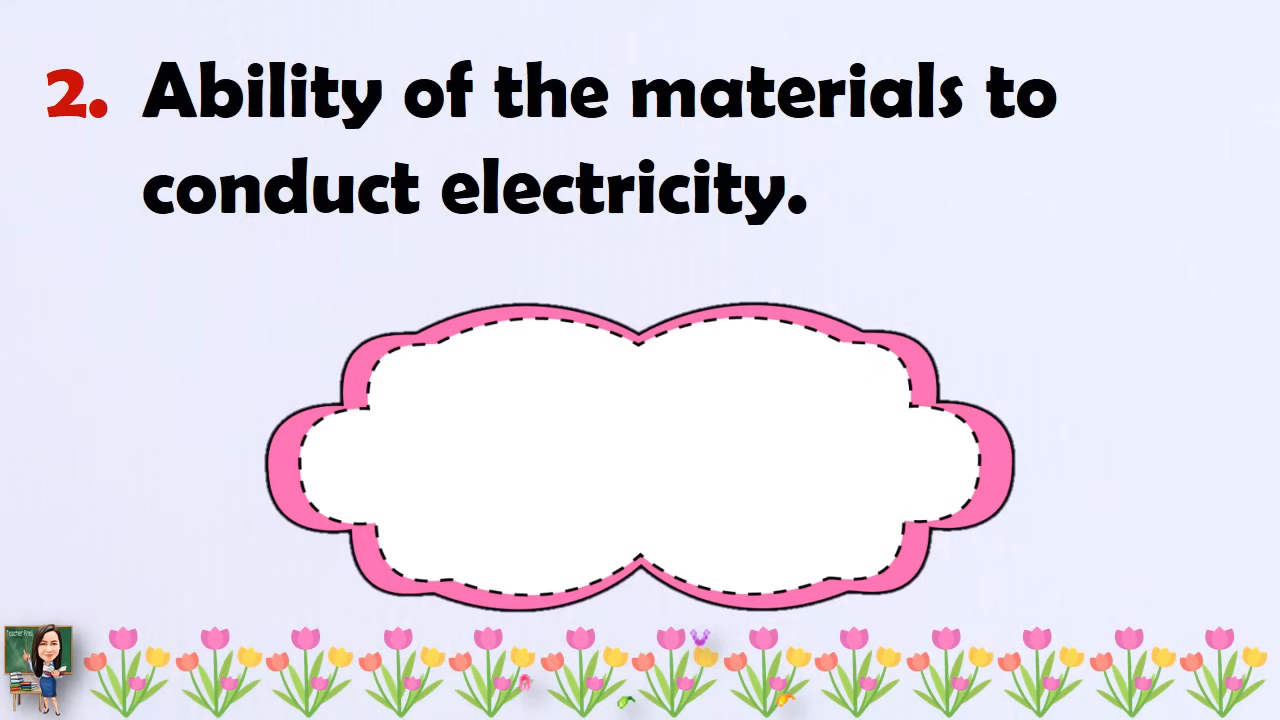 2. Ability of the materials to
conduct electricity.